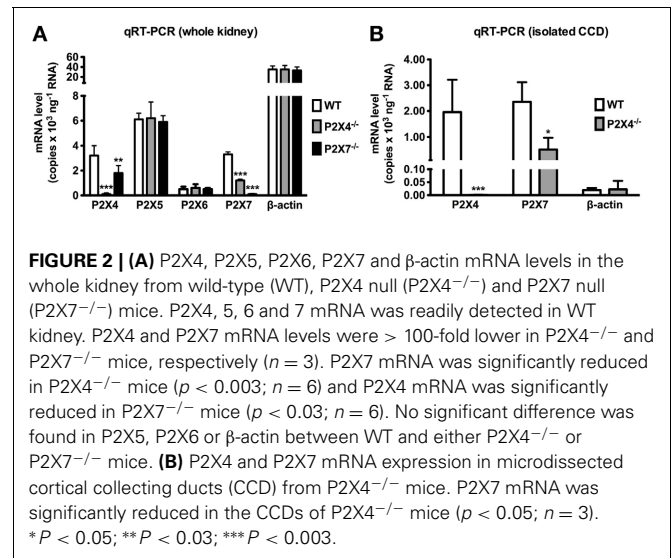 A
qRT-PCR (whole kidney)
mRNA level
(copies x 10³ ng⁻¹ RNA)
60
40
20
8
6
4
2
0
***
**
***
***
P2X4
P2X5
P2X6
P2X7
β-actin
WT
P2X4⁻/⁻
P2X7⁻/⁻
B
qRT-PCR (isolated CCD)
mRNA level
(copies x 10³ ng⁻¹ RNA)
4.00
3.00
2.00
1.00
0.10
0.05
0.00
***
*
P2X4
P2X7
β-actin
WT
P2X4⁻/⁻
FIGURE 2 | (A) P2X4, P2X5, P2X6, P2X7 and β-actin mRNA levels in the
whole kidney from wild-type (WT), P2X4 null (P2X4⁻/⁻) and P2X7 null
(P2X7⁻/⁻) mice. P2X4, 5, 6 and 7 mRNA was readily detected in WT
kidney. P2X4 and P2X7 mRNA levels were > 100-fold lower in P2X4⁻/⁻ and
P2X7⁻/⁻ mice, respectively (n = 3). P2X7 mRNA was significantly reduced
in P2X4⁻/⁻ mice (p < 0.003; n = 6) and P2X4 mRNA was significantly
reduced in P2X7⁻/⁻ mice (p < 0.03; n = 6). No significant difference was
found in P2X5, P2X6 or β-actin between WT and either P2X4⁻/⁻ or
P2X7⁻/⁻ mice. (B) P2X4 and P2X7 mRNA expression in microdissected
cortical collecting ducts (CCD) from P2X4⁻/⁻ mice. P2X7 mRNA was
significantly reduced in the CCDs of P2X4⁻/⁻ mice (p < 0.05; n = 3).
*P < 0.05; **P < 0.03; ***P < 0.003.